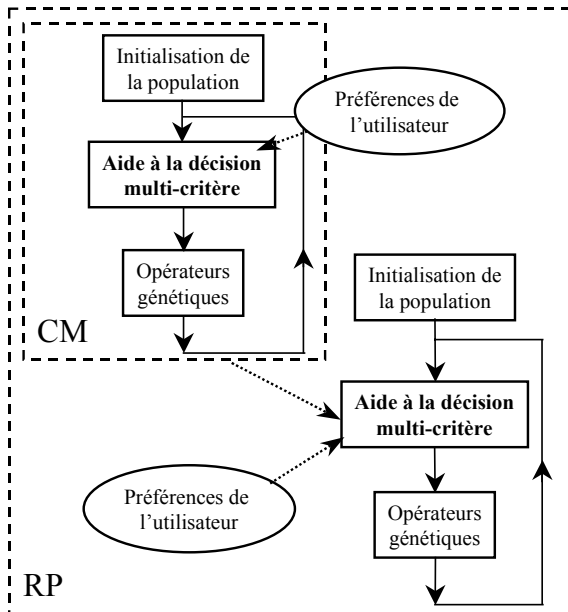 Initialisation de
la population
Préférences de
l'utilisateur
Aide à la décision
multi-critère
Opérateurs
génétiques
CM
Initialisation de
la population
Aide à la décision
multi-critère
Préférences de
l'utilisateur
Opérateurs
génétiques
RP